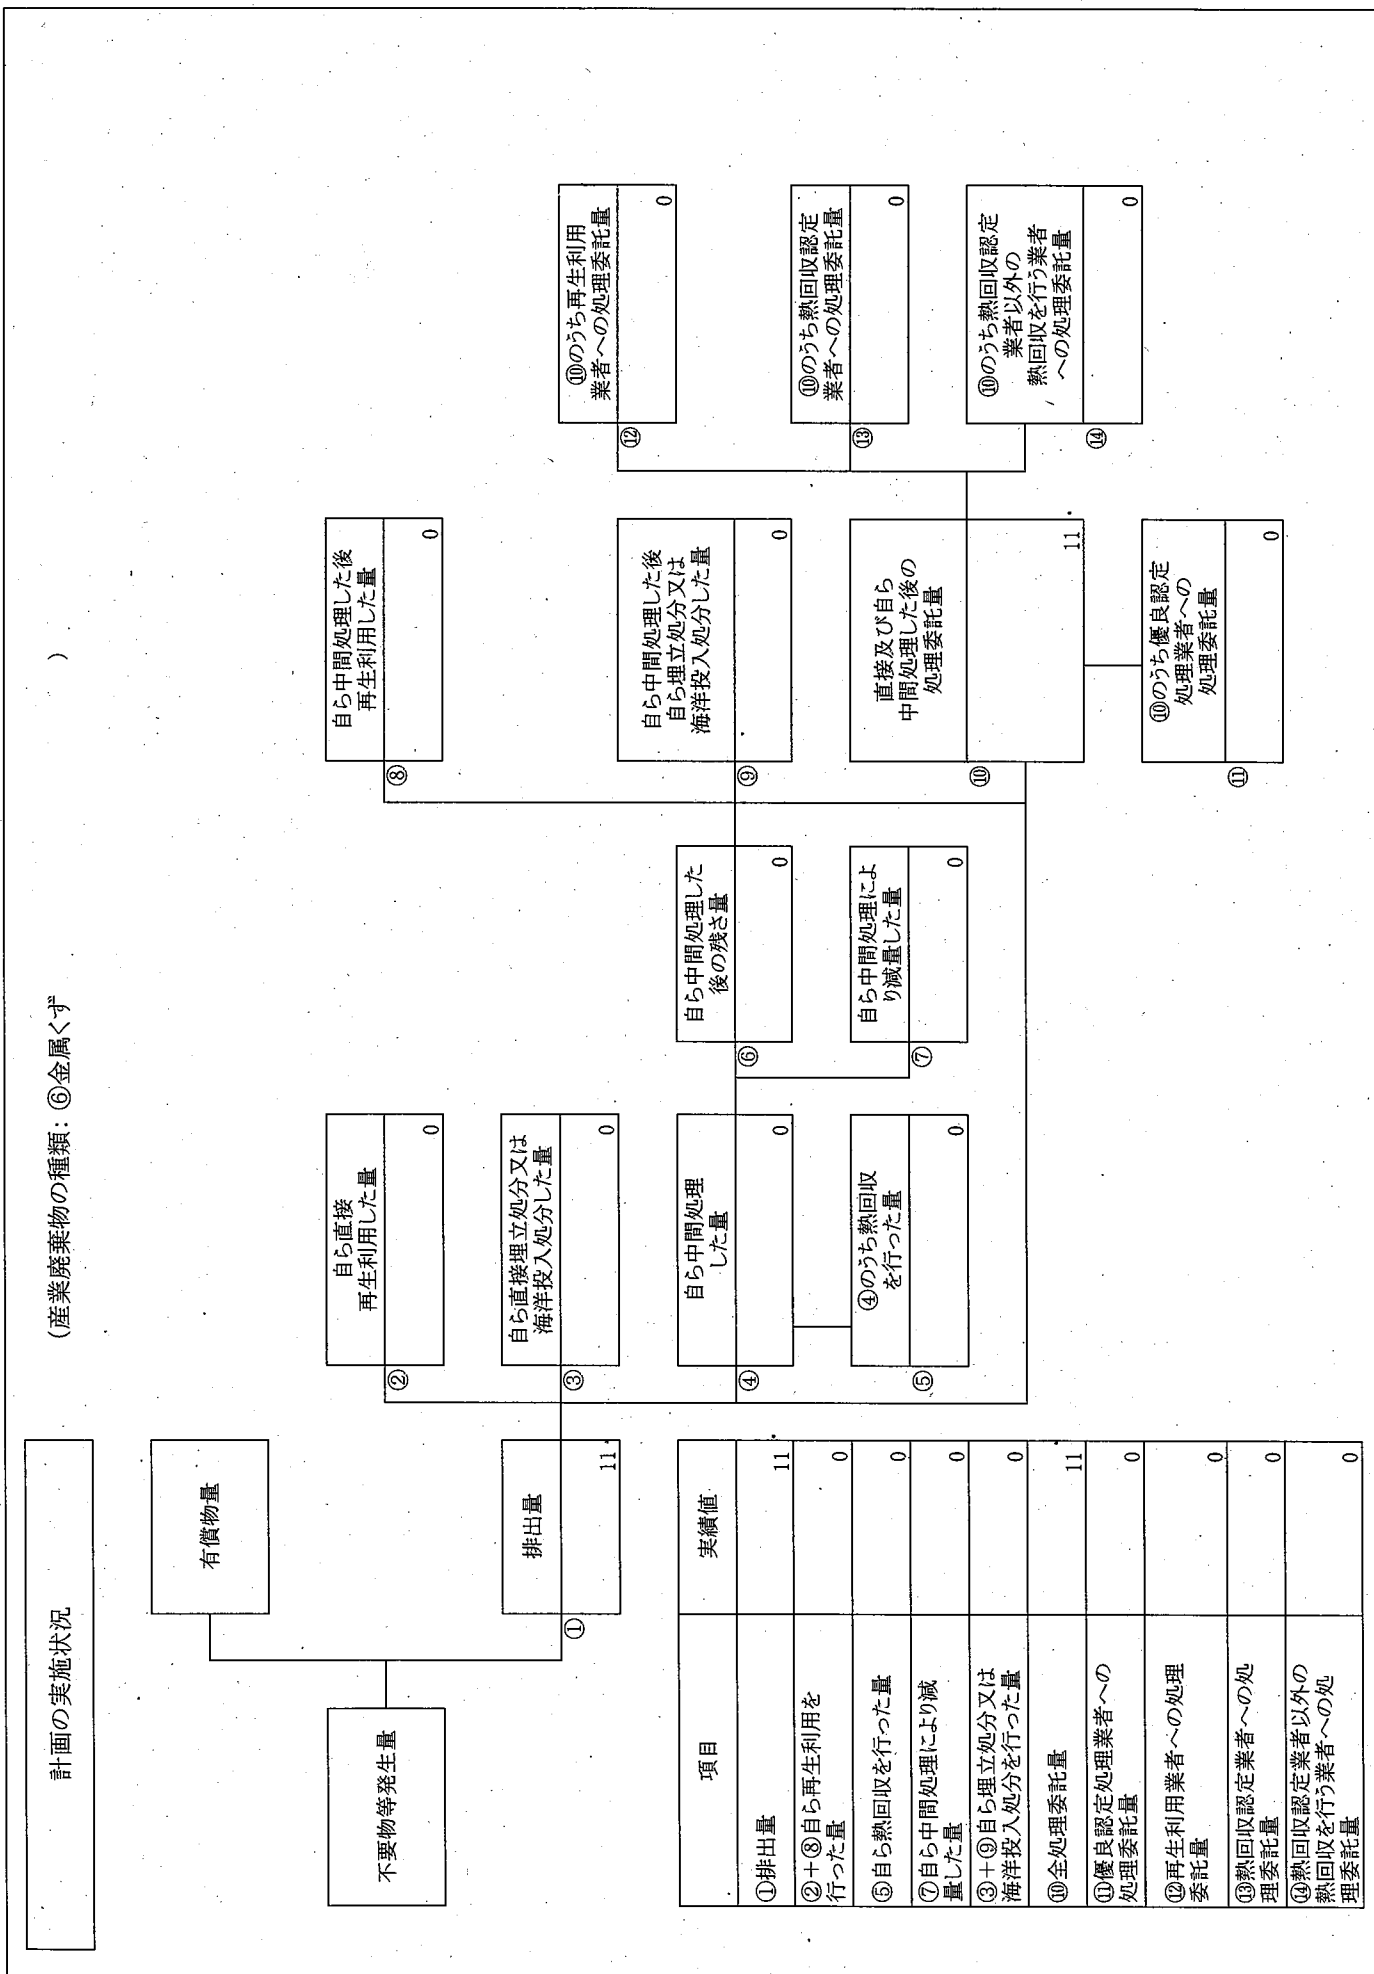 計画の実施状況
(産業廃棄物の種類：⑥金属くず
)
不要物等発生量
有償物量
①
排出量
11
②
自ら直接
再生利用した量
0
③
自ら直接埋立処分又は
海洋投入処分した量
0
④
自ら中間処理
した量
0
⑤
④のうち熱回収
を行った量
0
⑥
自ら中間処理した
後の残さ量
0
⑦
自ら中間処理によ
り減量した量
0
⑧
自ら中間処理した後
再生利用した量
0
⑨
自ら中間処理した後
自ら埋立処分又は
海洋投入処分した量
0
⑩
直接及び自ら
中間処理した後の
処理委託量
11
⑪
⑩のうち優良認定
処理業者への
処理委託量
0
⑫
⑩のうち再生利用
業者への処理委託量
0
⑬
⑩のうち熱回収認定
業者への処理委託量
0
⑭
⑩のうち熱回収認定
業者以外の
熱回収を行う業者
への処理委託量
0
項目 実績値
①排出量 11
②+⑧自ら再生利用を
行った量 0
⑤自ら熱回収を行った量 0
⑦自ら中間処理により減
量した量 0
③+⑨自ら埋立処分又は
海洋投入処分を行った量 0
⑩全処理委託量 11
⑪優良認定処理業者への
処理委託量 0
⑫再生利用業者への処理
委託量 0
⑬熱回収認定業者への処
理委託量 0
⑭熱回収認定業者以外の
熱回収を行う業者への処
理委託量 0